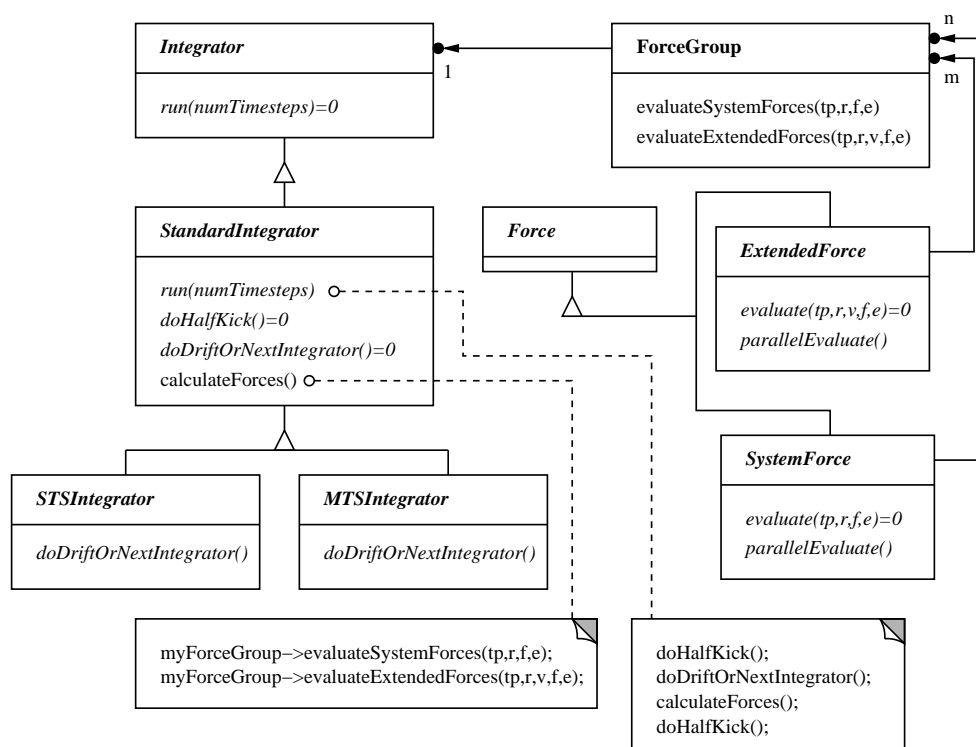 Integrator
run(numTimesteps)=0
1
ForceGroup
evaluateSystemForces(tp,r,f,e)
evaluateExtendedForces(tp,r,v,f,e)
n
m
StandardIntegrator
run(numTimesteps)
doHalfKick()=0
doDriftOrNextIntegrator()=0
calculateForces()
Force
ExtendedForce
evaluate(tp,r,v,f,e)=0
parallelEvaluate()
SystemForce
evaluate(tp,r,f,e)=0
parallelEvaluate()
STSIntegrator
doDriftOrNextIntegrator()
MTSIntegrator
doDriftOrNextIntegrator()
myForceGroup−>evaluateSystemForces(tp,r,f,e);
myForceGroup−>evaluateExtendedForces(tp,r,v,f,e);
doHalfKick();
doDriftOrNextIntegrator();
calculateForces();
doHalfKick();